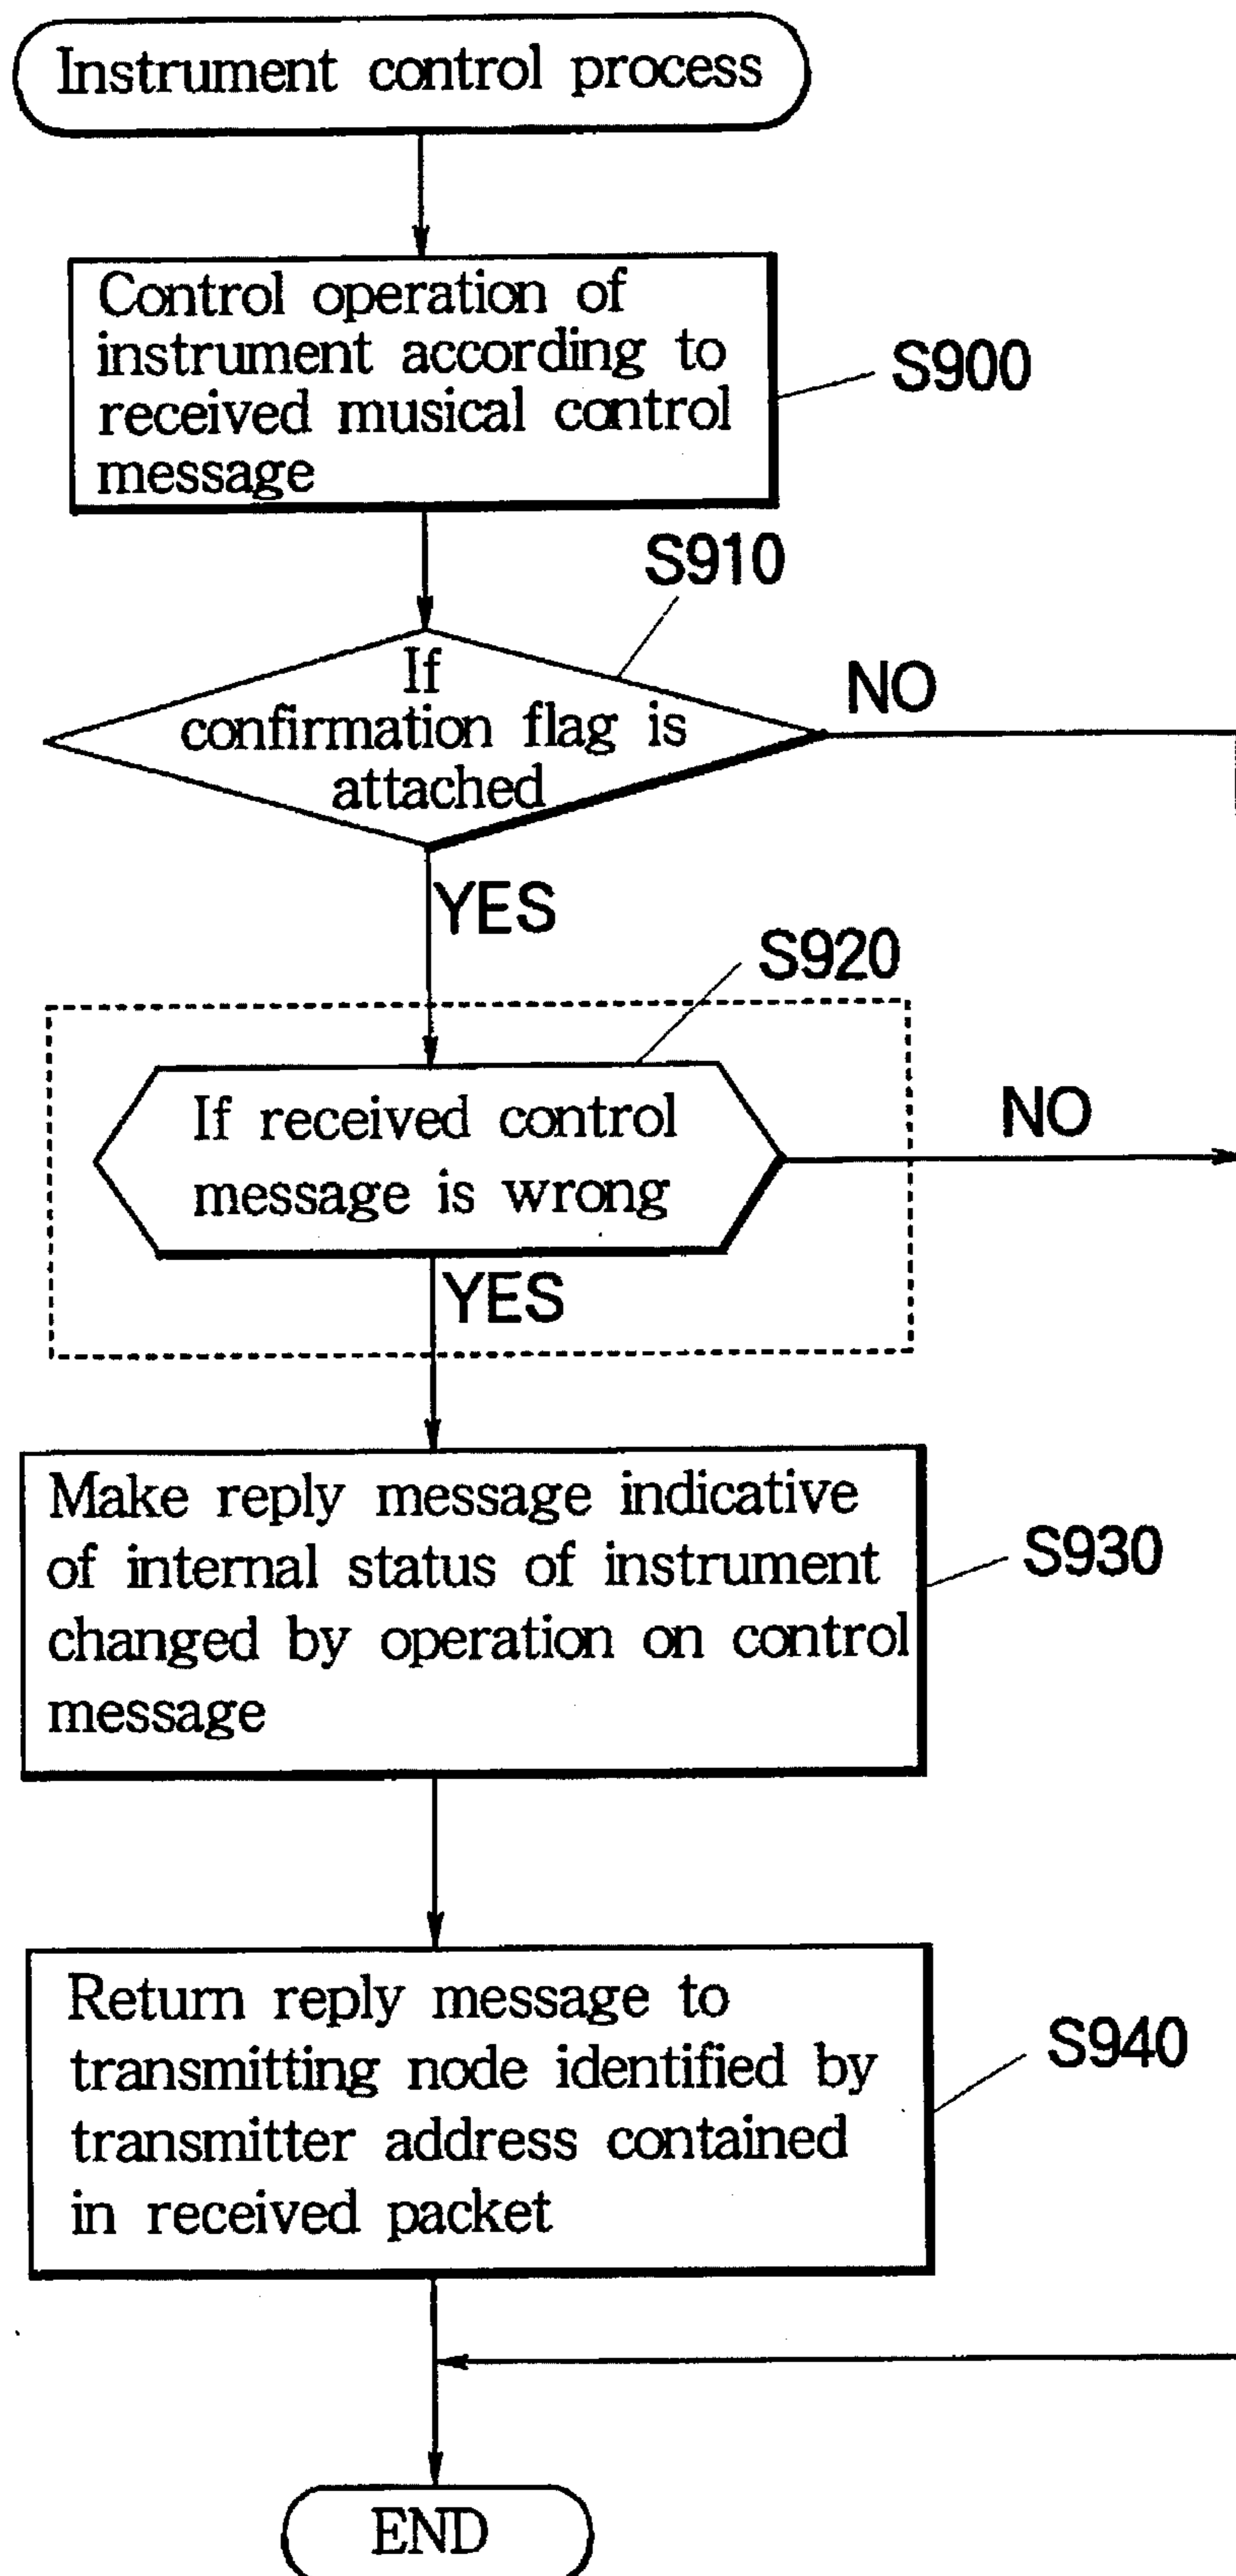 Instrument control process
Control operation of
instrument according to
received musical control
message
S900
S910
If
confirmation flag is
attached
NO
YES
S920
If received control
message is wrong
NO
YES
Make reply message indicative
of internal status of instrument
changed by operation on control
message
S930
Return reply message to
transmitting node identified by
transmitter address contained
in received packet
S940
END